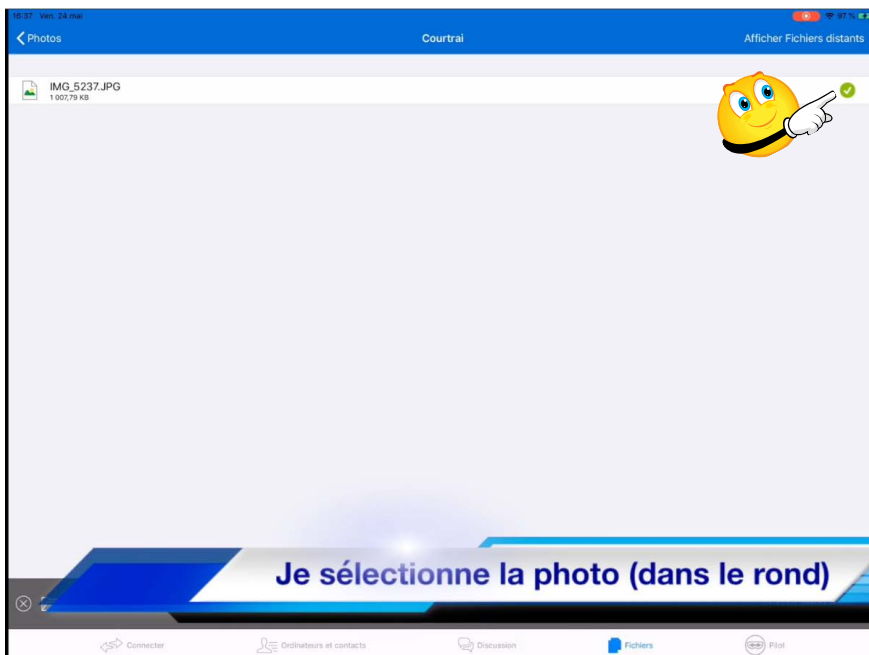 15:37 Ven. 24 mai
97 %
Photos
Courtrai
Afficher Fichiers distants
IMG_5237.JPG
1 007,79 KB
Je sélectionne la photo (dans le rond)
Connecter
Ordinateurs et contacts
Discussion
Fichiers
Pilot